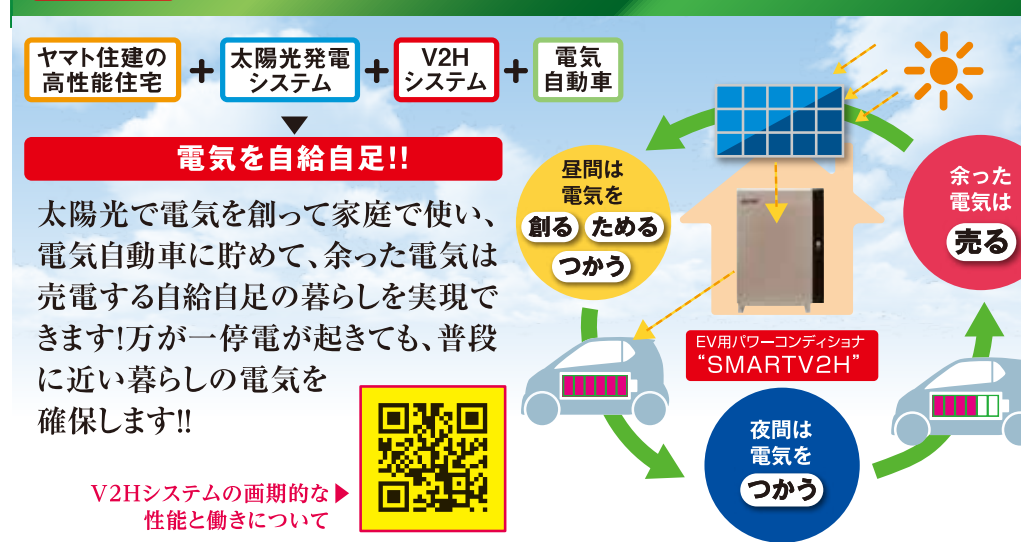 ヤマト住建の
高性能住宅
+
太陽光発電
システム
+
V2H
システム
+
電気
自動車
電気を自給自足!!
太陽光で電気を創って家庭で使い、
電気自動車に貯めて、余った電気は
売電する自給自足の暮らしを実現で
きます!万が一停電が起きても、普段
に近い暮らしの電気を
確保します!!
V2Hシステムの画期的な▶
性能と働きについて
昼間は
電気を
創る ためる
つかう
余った
電気は
売る
EV用パワーコンディショナ
“SMARTV2H”
夜間は
電気を
つかう